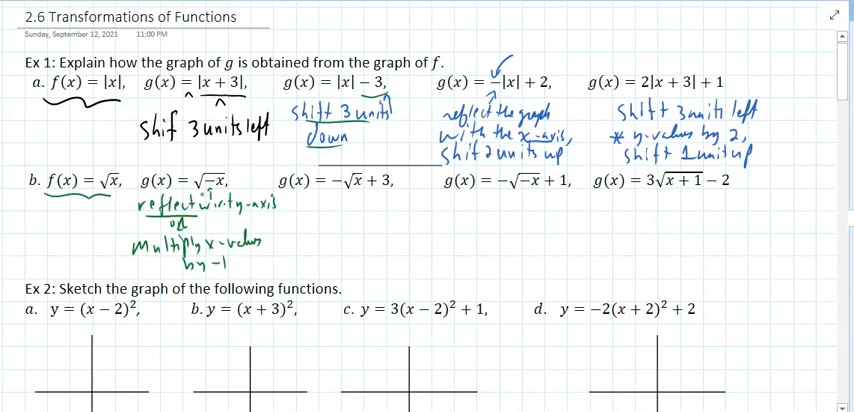 2.6 Transformations of Functions
Sunday, September 12, 2021 11:00 PM
Ex 1: Explain how the graph of g is obtained from the graph of f.
a. f(x) = |x|, g(x) = |x + 3|, g(x) = |x| − 3, g(x) = −|x| + 2, g(x) = 2|x + 3| + 1
shif 3 units left
shift 3 units
down
reflect the graph
with the x-axis,
shif 2 units up
shift 3 units left
* y-values by 2,
shift 1 unit up
b. f(x) = √x, g(x) = √−x, g(x) = −√x + 3, g(x) = −√−x + 1, g(x) = 3√x + 1 − 2
reflect y-axis
or
multiply x-values
by -1
Ex 2: Sketch the graph of the following functions.
a. y = (x − 2)², b. y = (x + 3)², c. y = 3(x − 2)² + 1, d. y = −2(x + 2)² + 2